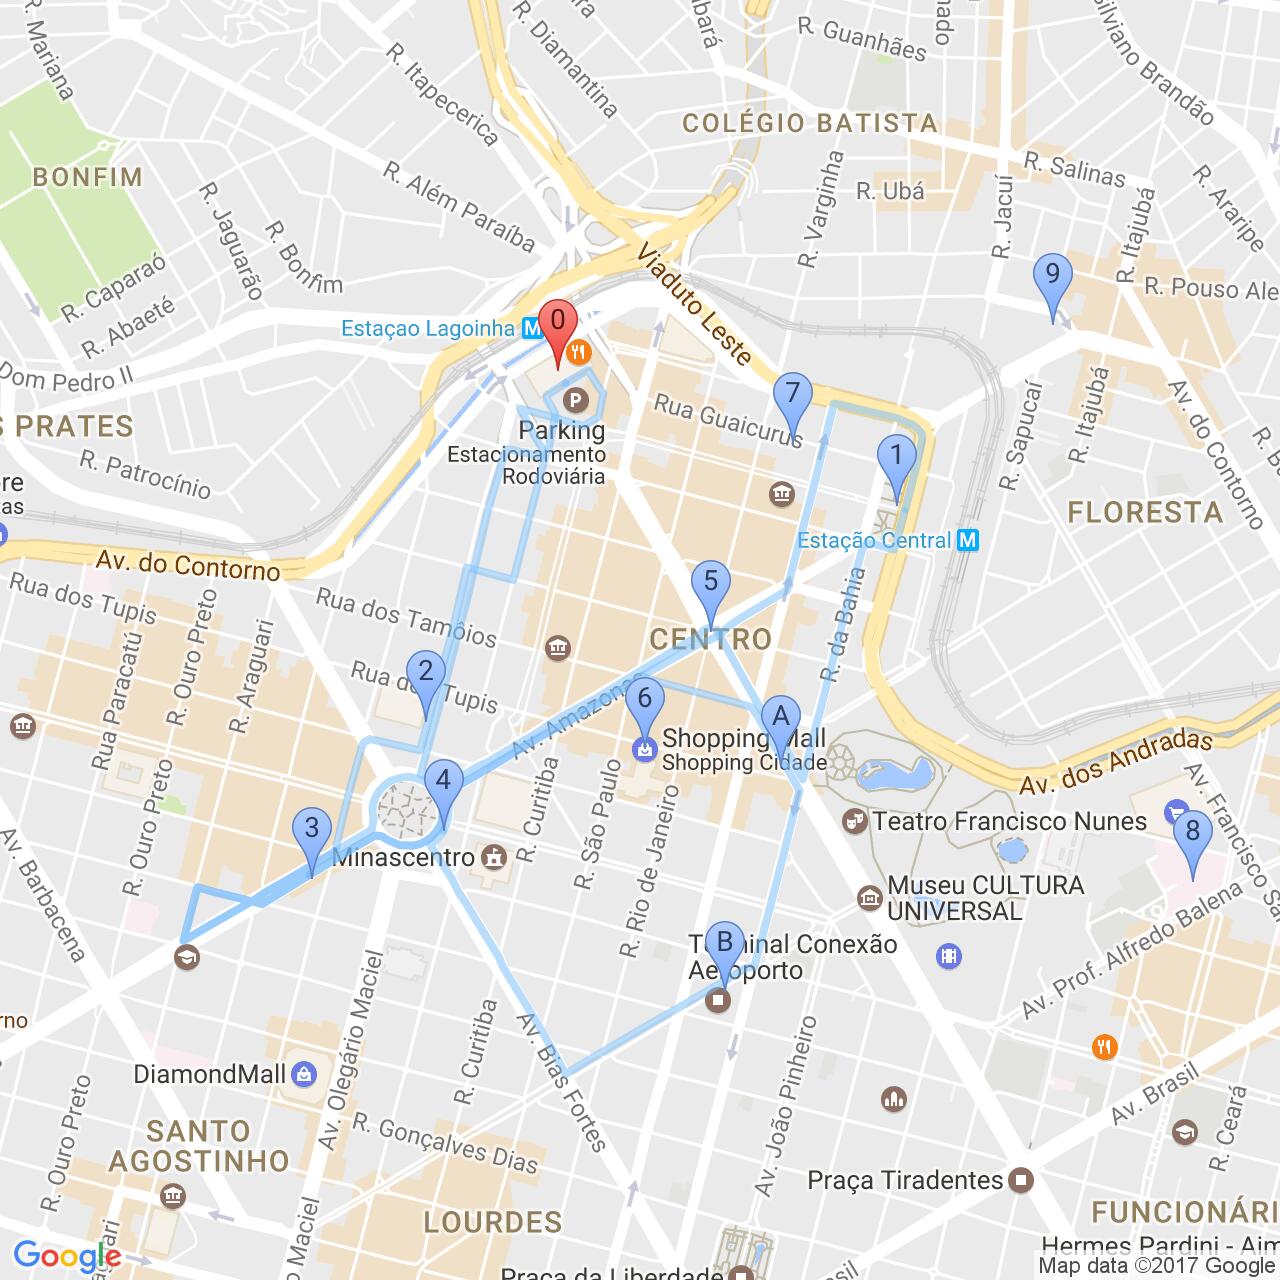 R. Mariana
R. Itapecerica
R. Diamantina
R. Guanhães
Silviano Brandão
COLÉGIO BATISTA
BONFIM
R. Além Paraíba
R. Jaguarão
R. Bonfim
R. Varginha
R. Ubá
R. Jacuí
R. Salinas
R. Itajubá
R. Araripe
R. Caparaó
R. Abaeté
Viaduto Leste
9
R. Pouso Ale
Estaçao Lagoinha
M
0
Dom Pedro II
S PRATES
R. Patrocínio
P
Parking
Estacionamento
Rodoviária
Rua Guaicurus
7
1
R. Sapucaí
R. Itajubá
Av. do Contorno
FLORESTA
Estação Central
M
Av. do Contorno
Rua dos Tupis
Rua dos Tamôios
5
CENTRO
R. da Bahia
Rua Paracatú
R. Ouro Preto
R. Araguari
2
Rua dos Tupis
Av. Amazonas
6
A
Shopping Mall
Shopping Cidade
Av. dos Andradas
Av. Francisco Sa
Teatro Francisco Nunes
8
4
3
Minascentro
R. Curitiba
R. São Paulo
R. Rio de Janeiro
R. Ouro Preto
Av. Barbacena
Museu CULTURA
UNIVERSAL
Av. Prof. Alfredo Balena
B
Terminal Conexão
Aeroporto
Av. Olegário Maciel
orno
R. Curitiba
Av. Bias Fortes
Av. João Pinheiro
DiamondMall
R. Ouro Preto
SANTO
AGOSTINHO
R. Gonçalves Dias
Av. Brasil
R. Ceará
Praça Tiradentes
LOURDES
FUNCIONÁRI
Hermes Pardini - Aim
Praça da Liberdade
Google
Map data ©2017 Google